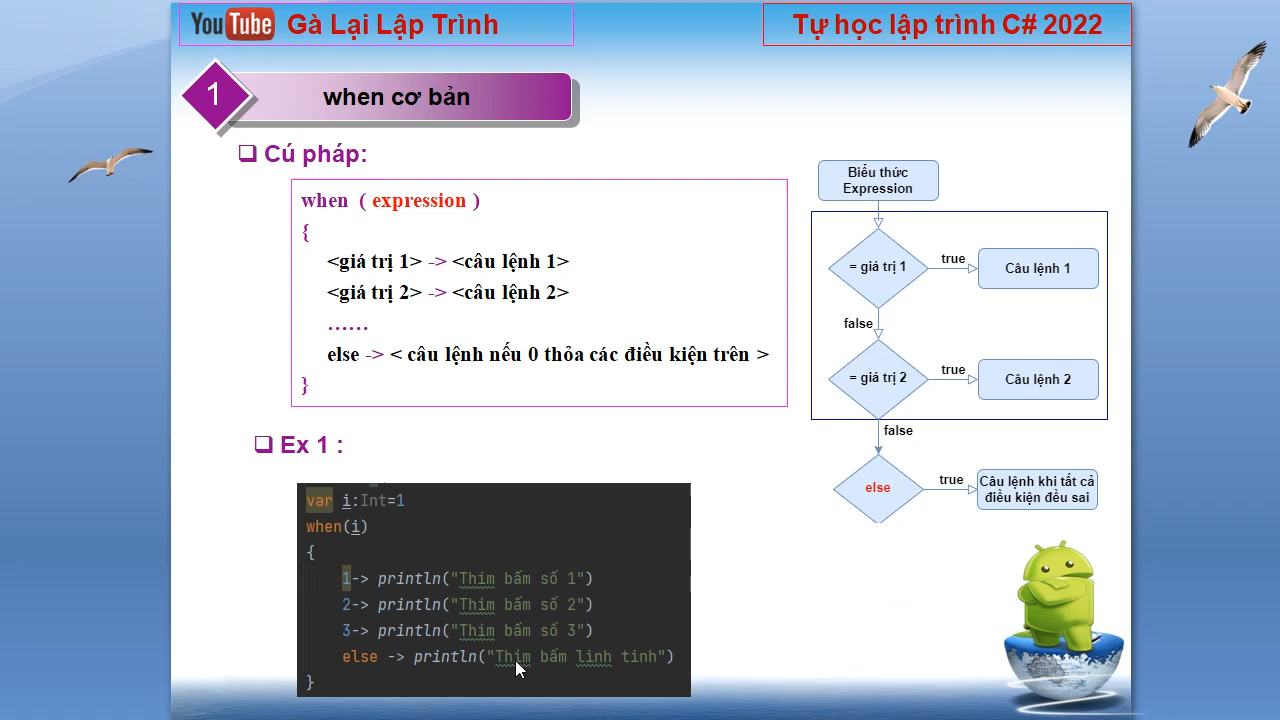 YouTube Gà Lại Lập Trình
Tự học lập trình C# 2022
1
when cơ bản
Cú pháp:
when ( expression )
{
<giá trị 1> -> <câu lệnh 1>
<giá trị 2> -> <câu lệnh 2>
……
else -> < câu lệnh nếu 0 thỏa các điều kiện trên >
}
Ex 1 :
var i:Int=1
when(i)
{
1-> println("Thím bấm số 1")
2-> println("Thím bấm số 2")
3-> println("Thím bấm số 3")
else -> println("Thím bấm linh tinh")
}
Biểu thức
Expression
= giá trị 1
true
Câu lệnh 1
false
= giá trị 2
true
Câu lệnh 2
false
else
true
Câu lệnh khi tất cả
điều kiện đều sai